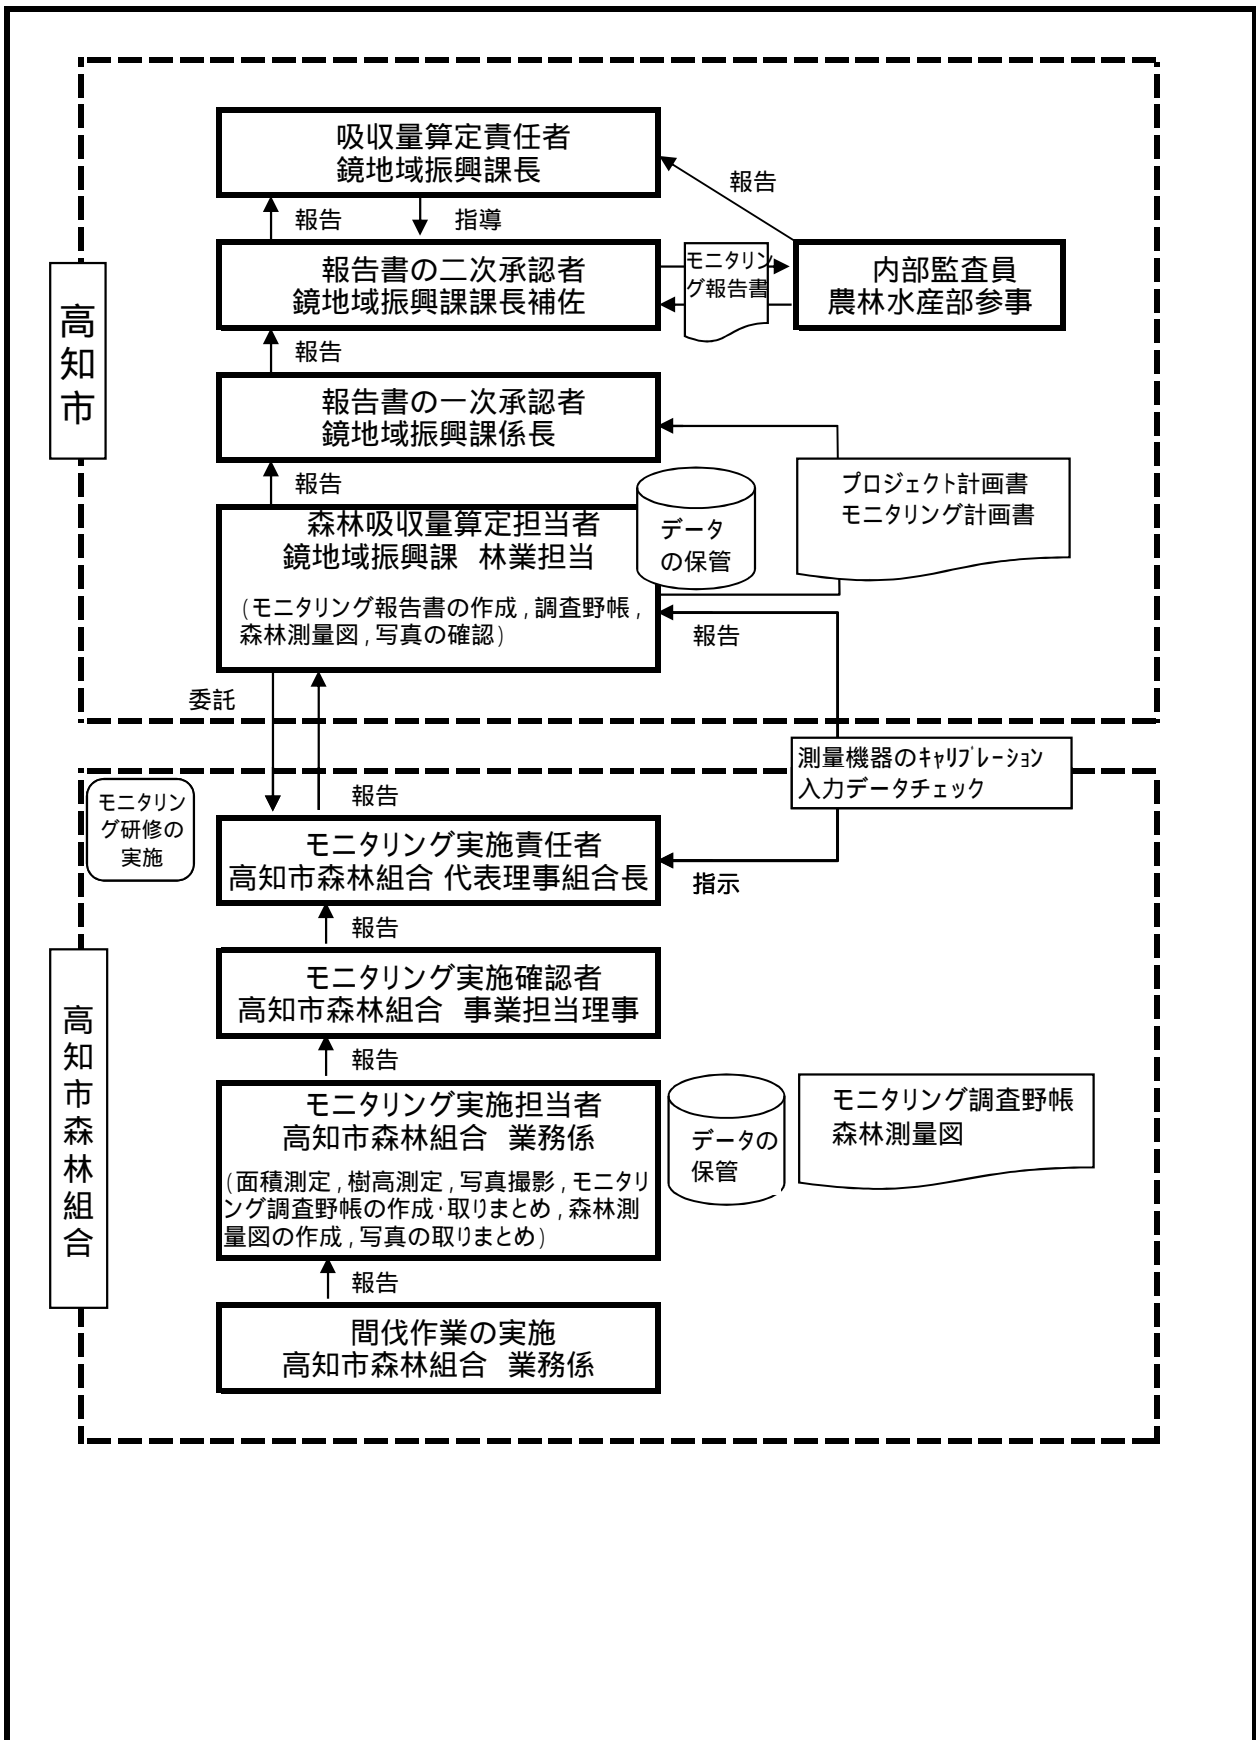 吸収量算定責任者
鏡地域振興課長
報告
報告
指導
報告書の二次承認者
鏡地域振興課課長補佐
モニタリン
グ報告書
内部監査員
農林水産部参事
高知市
報告
報告書の一次承認者
鏡地域振興課係長
報告
プロジェクト計画書
モニタリング計画書
森林吸収量算定担当者
鏡地域振興課 林業担当
(モニタリング報告書の作成,調査野帳,
森林測量図,写真の確認)
データ
の保管
報告
委託
測量機器のキャリブレーション
入力データチェック
モニタリン
グ研修の
実施
報告
モニタリング実施責任者
高知市森林組合 代表理事組合長
指示
報告
モニタリング実施確認者
高知市森林組合 事業担当理事
高知市森林組合
報告
モニタリング実施担当者
高知市森林組合 業務係
(面積測定,樹高測定,写真撮影,モニタリ
ング調査野帳の作成・取りまとめ,森林測
量図の作成,写真の取りまとめ)
データの
保管
モニタリング調査野帳
森林測量図
報告
間伐作業の実施
高知市森林組合 業務係